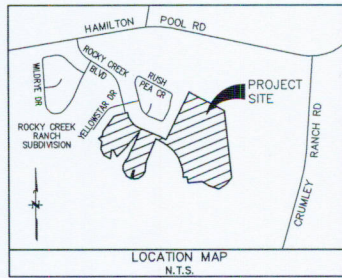 HAMILTON POOL RD
ROCKY CREEK BLVD
RUSH PEA CR
WILDRYE DR
YELLOWSTAR DR
PROJECT SITE
ROCKY CREEK
RANCH
SUBDIVISION
CRUMLEY RANCH RD
LOCATION MAP
N.T.S.